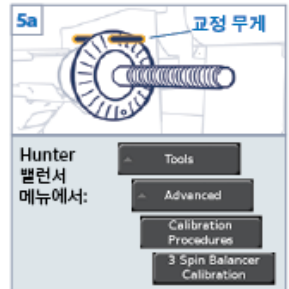 5a
교정 무게
Hunter
밸런서
메뉴에서:
Tools
Advanced
Calibration
Procedures
3 Spin Balancer
Calibration